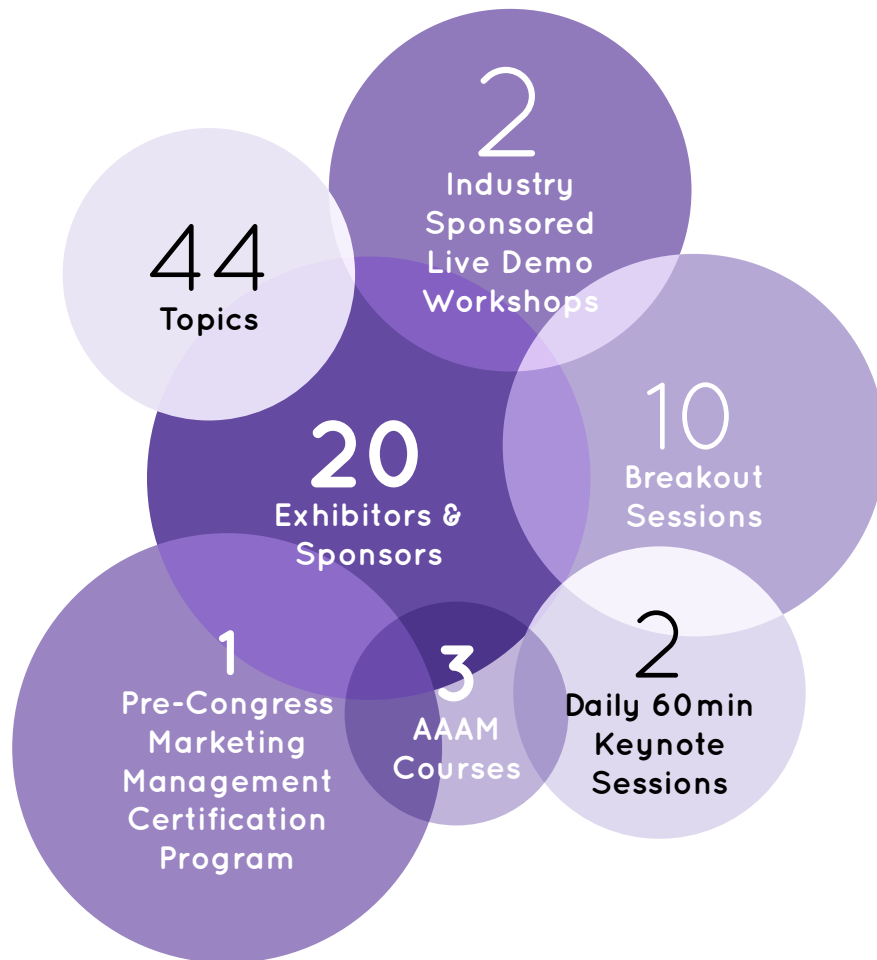 2
Industry
Sponsored
Live Demo
Workshops
44
Topics
10
Breakout
Sessions
20
Exhibitors &
Sponsors
1
Pre-Congress
Marketing
Management
Certification
Program
3
AAAM
Courses
2
Daily 60min
Keynote
Sessions